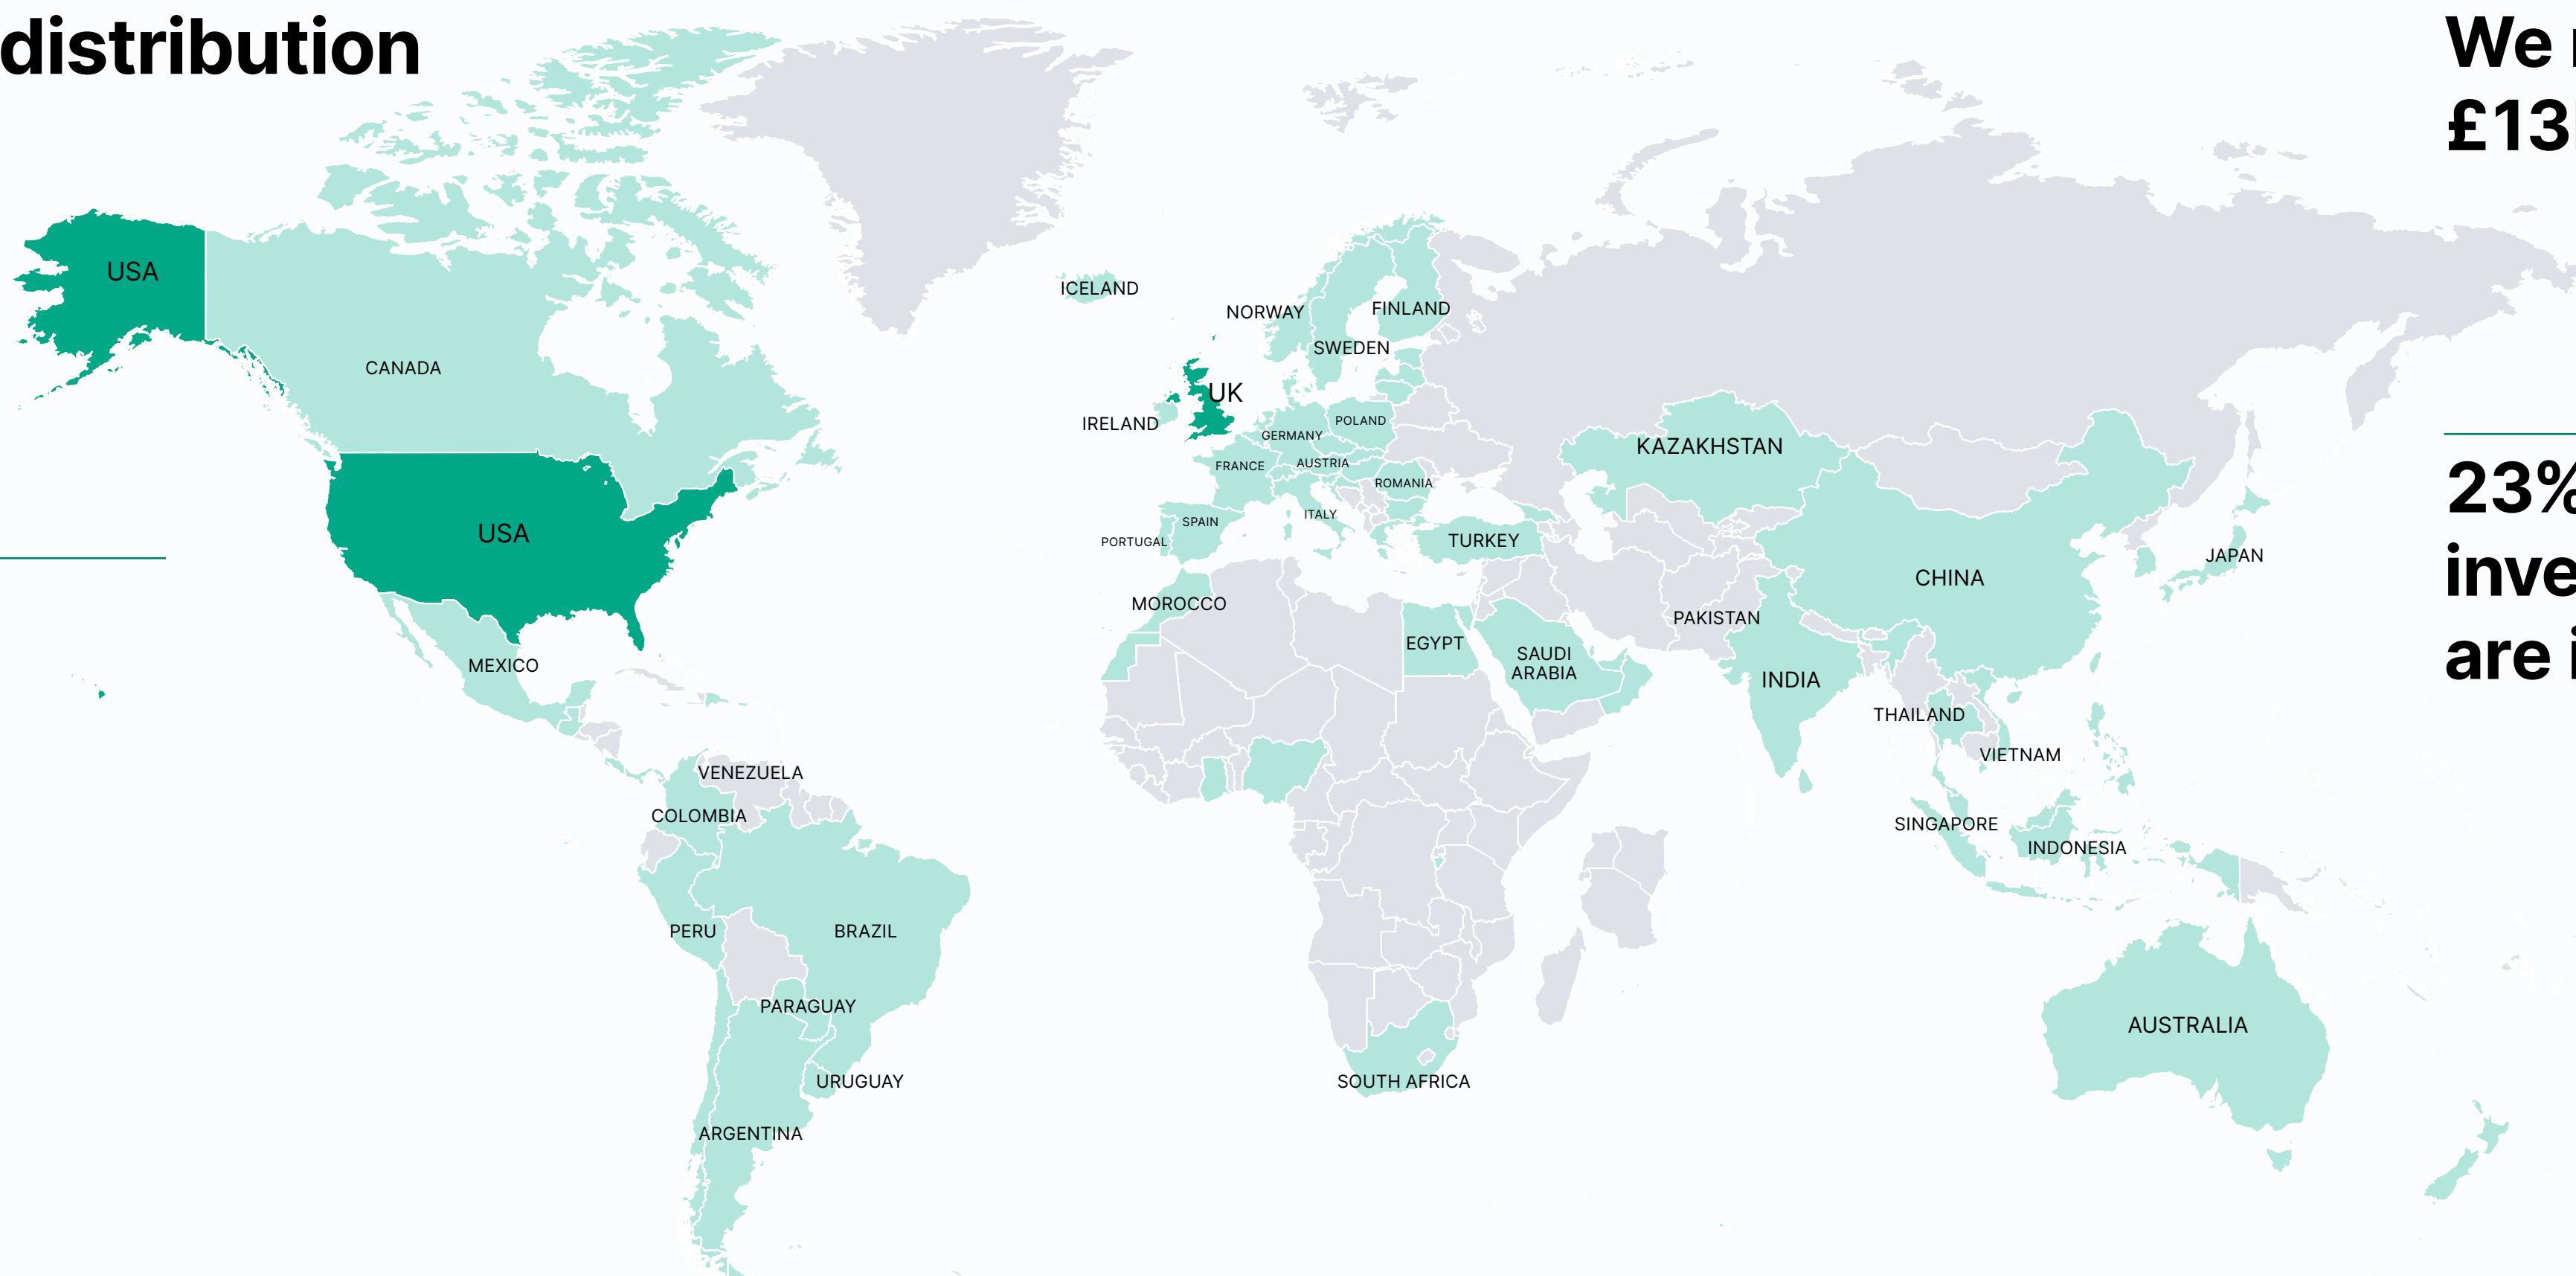 distribution
We
£13
23%
inve
are i
USA
CANADA
USA
MEXICO
ICELAND
NORWAY
FINLAND
SWEDEN
UK
IRELAND
POLAND
GERMANY
FRANCE
AUSTRIA
ROMANIA
ITALY
SPAIN
PORTUGAL
TURKEY
KAZAKHSTAN
CHINA
JAPAN
MOROCCO
EGYPT
SAUDI
ARABIA
PAKISTAN
INDIA
THAILAND
VIETNAM
SINGAPORE
INDONESIA
VENEZUELA
COLOMBIA
PERU
BRAZIL
PARAGUAY
URUGUAY
ARGENTINA
SOUTH AFRICA
AUSTRALIA